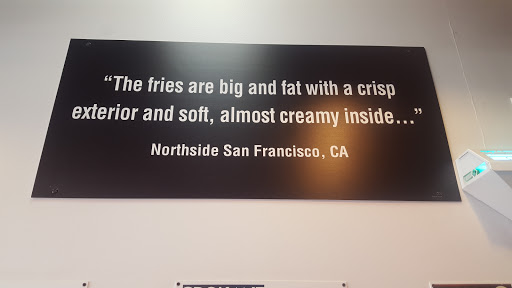 “The fries are big and fat with a crisp
exterior and soft, almost creamy inside...”
Northside San Francisco, CA